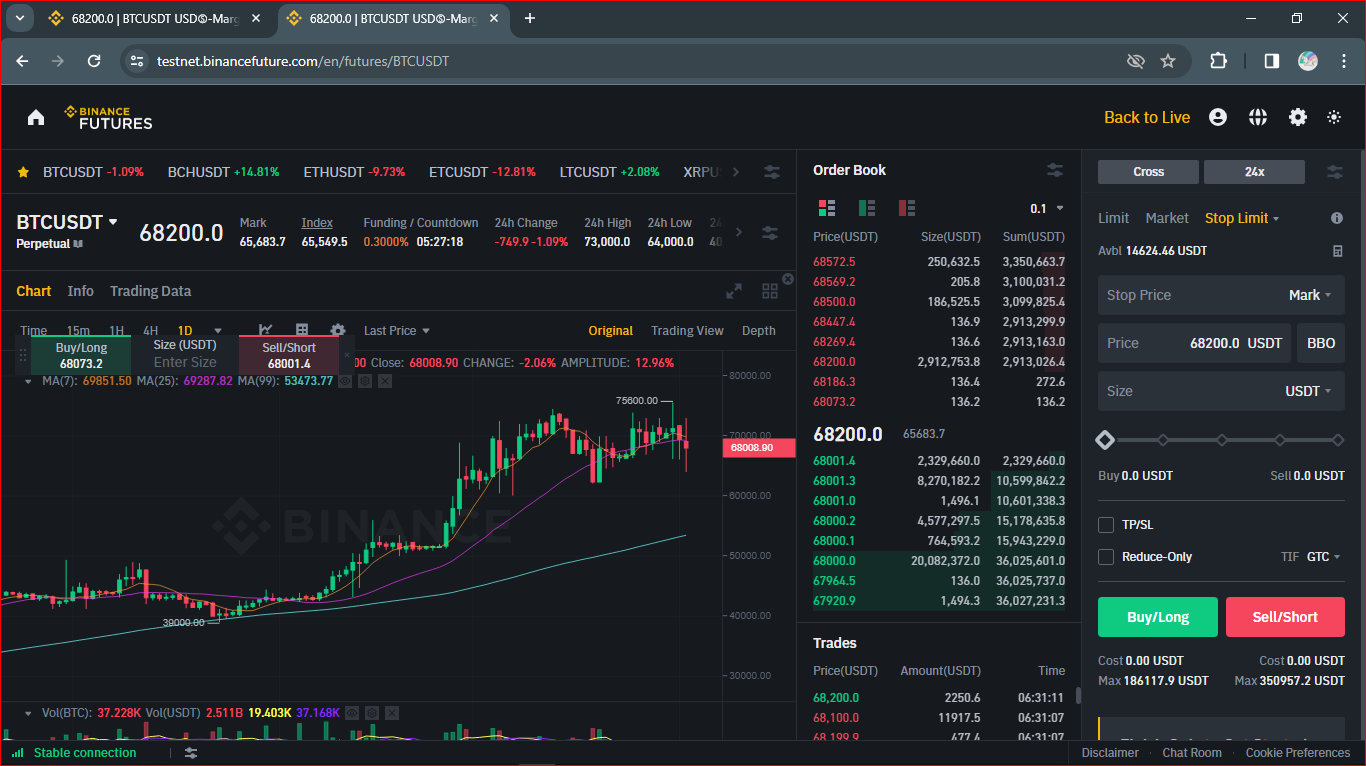 68200.0 | BTCUSDT USD©-Marg
68200.0 | BTCUSDT USD©-Marg
testnet.binancefuture.com/en/futures/BTCUSDT
BINANCE
FUTURES
Back to Live
BTCUSDT -1.09% BCHUSDT +14.81% ETHUSDT -9.73% ETCUSDT -12.81% LTCUSDT +2.08% XRPU
BTCUSDT
Perpetual
68200.0
Mark Index Funding / Countdown 24h Change 24h High 24h Low 24
65,683.7 65,549.5 0.3000% 05:27:18 -749.9 -1.09% 73,000.0 64,000.0 40
Chart Info Trading Data
Time 15m 1H 4H 1D Last Price Original Trading View Depth
Buy/Long
68073.2
Size (USDT)
Enter Size
Sell/Short
68001.4
00 Close: 68008.90 CHANGE: -2.06% AMPLITUDE: 12.96%
MA(7): 69851.50 MA(25): 69287.82 MA(99): 53473.77
80000.00
75600.00
70000.00
68008.90
60000.00
BINANCE
50000.00
40000.00
39000.00
30000.00
Vol(BTC): 37.228K Vol(USDT) 2.511B 19.403K 37.168K
Stable connection
Order Book
0.1
Price(USDT) Size(USDT) Sum(USDT)
68572.5 250,632.5 3,350,663.7
68569.2 205.8 3,100,031.2
68500.0 186,525.5 3,099,825.4
68447.4 136.9 2,913,299.9
68269.4 136.6 2,913,163.0
68200.0 2,912,753.8 2,913,026.4
68186.3 136.4 272.6
68073.2 136.2 136.2
68200.0 65683.7
68001.4 2,329,660.0 2,329,660.0
68001.3 8,270,182.2 10,599,842.2
68001.0 1,496.1 10,601,338.3
68000.2 4,577,297.5 15,178,635.8
68000.1 764,593.2 15,943,229.0
68000.0 20,082,372.0 36,025,601.0
67964.5 136.0 36,025,737.0
67920.9 1,494.3 36,027,231.3
Trades
Price(USDT) Amount(USDT) Time
68,200.0 2250.6 06:31:11
68,100.0 11917.5 06:31:07
68,199.9 477.4 06:31:07
Cross 24x
Limit Market Stop Limit
Avbl 14624.46 USDT
Stop Price Mark
Price 68200.0 USDT BBO
Size USDT
Buy 0.0 USDT Sell 0.0 USDT
TP/SL
Reduce-Only TIF GTC
Buy/Long Sell/Short
Cost 0.00 USDT Cost 0.00 USDT
Max 186117.9 USDT Max 350957.2 USDT
Disclaimer Chat Room Cookie Preferences